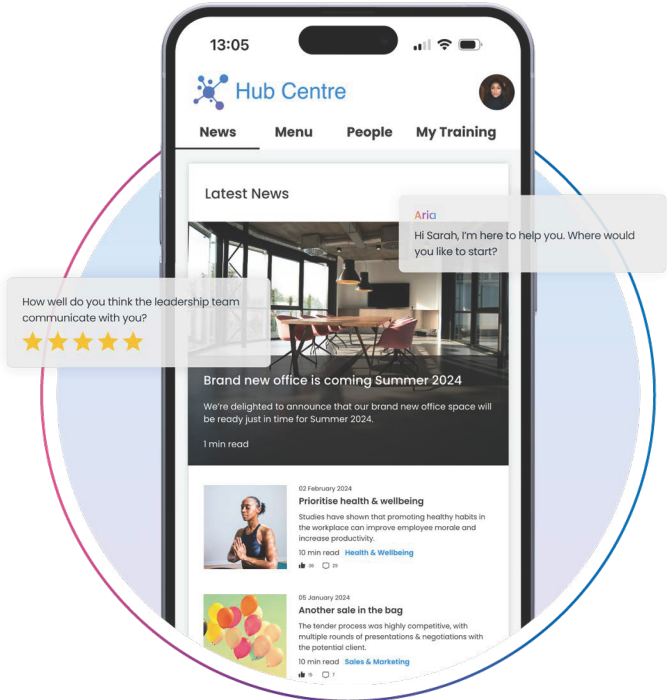 13:05
Hub Centre
News Menu People My Training
Latest News
Aria
Hi Sarah, I'm here to help you. Where would
you like to start?
How well do you think the leadership team
communicate with you?
Brand new office is coming Summer 2024
We're delighted to announce that our brand new office space will
be ready just in time for Summer 2024.
1 min read
02 February 2024
Prioritise health & wellbeing
Studies have shown that promoting healthy habits in
the workplace can improve employee morale and
increase productivity.
10 min read Health & Wellbeing
05 January 2024
Another sale in the bag
The tender process was highly competitive, with
multiple rounds of presentations & negotiations with
the potential client.
10 min read Sales & Marketing
15 7